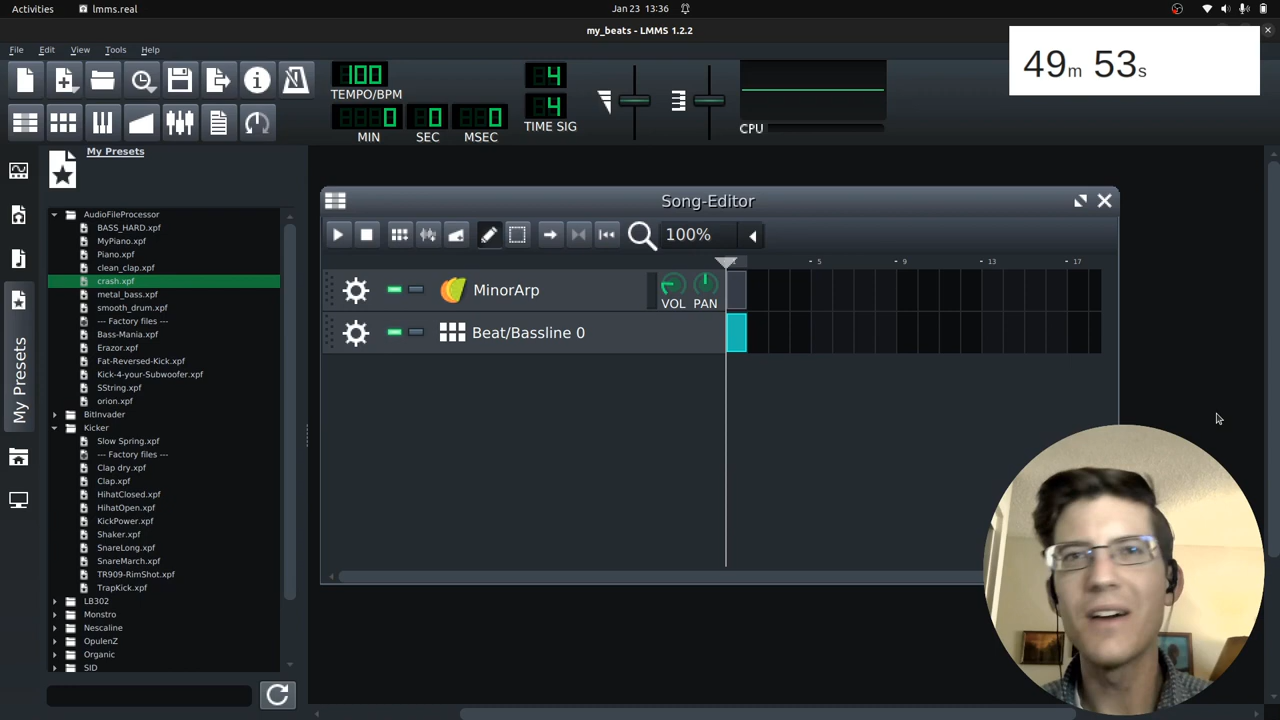 Activities
lmms.real
Jan 23 13:36
my_beats - LMMS 1.2.2
49m 53s
File Edit View Tools Help
100
TEMPO/BPM
0 0 0
MIN SEC MSEC
4
4
TIME SIG
CPU
My Presets
My Presets
AudioFileProcessor
BASS_HARD.xpf
MyPiano.xpf
Piano.xpf
clean_clap.xpf
crash.xpf
metal_bass.xpf
smooth_drum.xpf
--- Factory files ---
Bass-Mania.xpf
Erazor.xpf
Fat-Reversed-Kick.xpf
Kick-4-your-Subwoofer.xpf
SString.xpf
orion.xpf
BitInvader
Kicker
Slow Spring.xpf
--- Factory files ---
Clap dry.xpf
Clap.xpf
HihatClosed.xpf
HihatOpen.xpf
KickPower.xpf
Shaker.xpf
SnareLong.xpf
SnareMarch.xpf
TR909-RimShot.xpf
TrapKick.xpf
LB302
Monstro
Nescaline
OpulenZ
Organic
SID
Song-Editor
100%
5 9 13 17
MinorArp
VOL PAN
Beat/Bassline 0